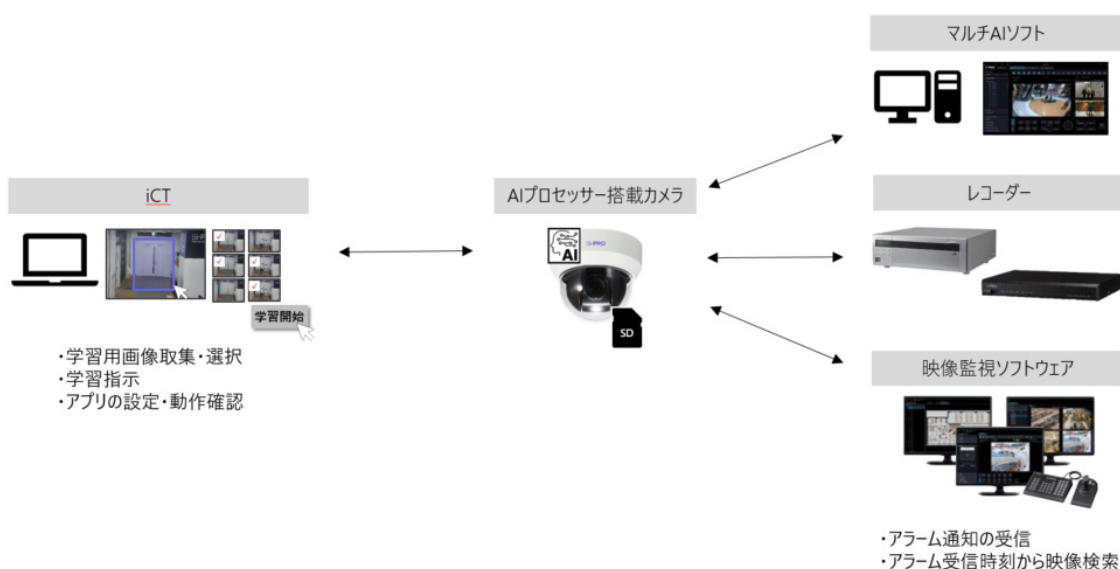 マルチAIソフト
iCT
AIプロセッサー搭載カメラ
レコーダー
i-PRO
AI
SD
学習開始
・学習用画像取集・選択
・学習指示
・アプリの設定・動作確認
映像監視ソフトウェア
・アラーム通知の受信
・アラーム受信時刻から映像検索